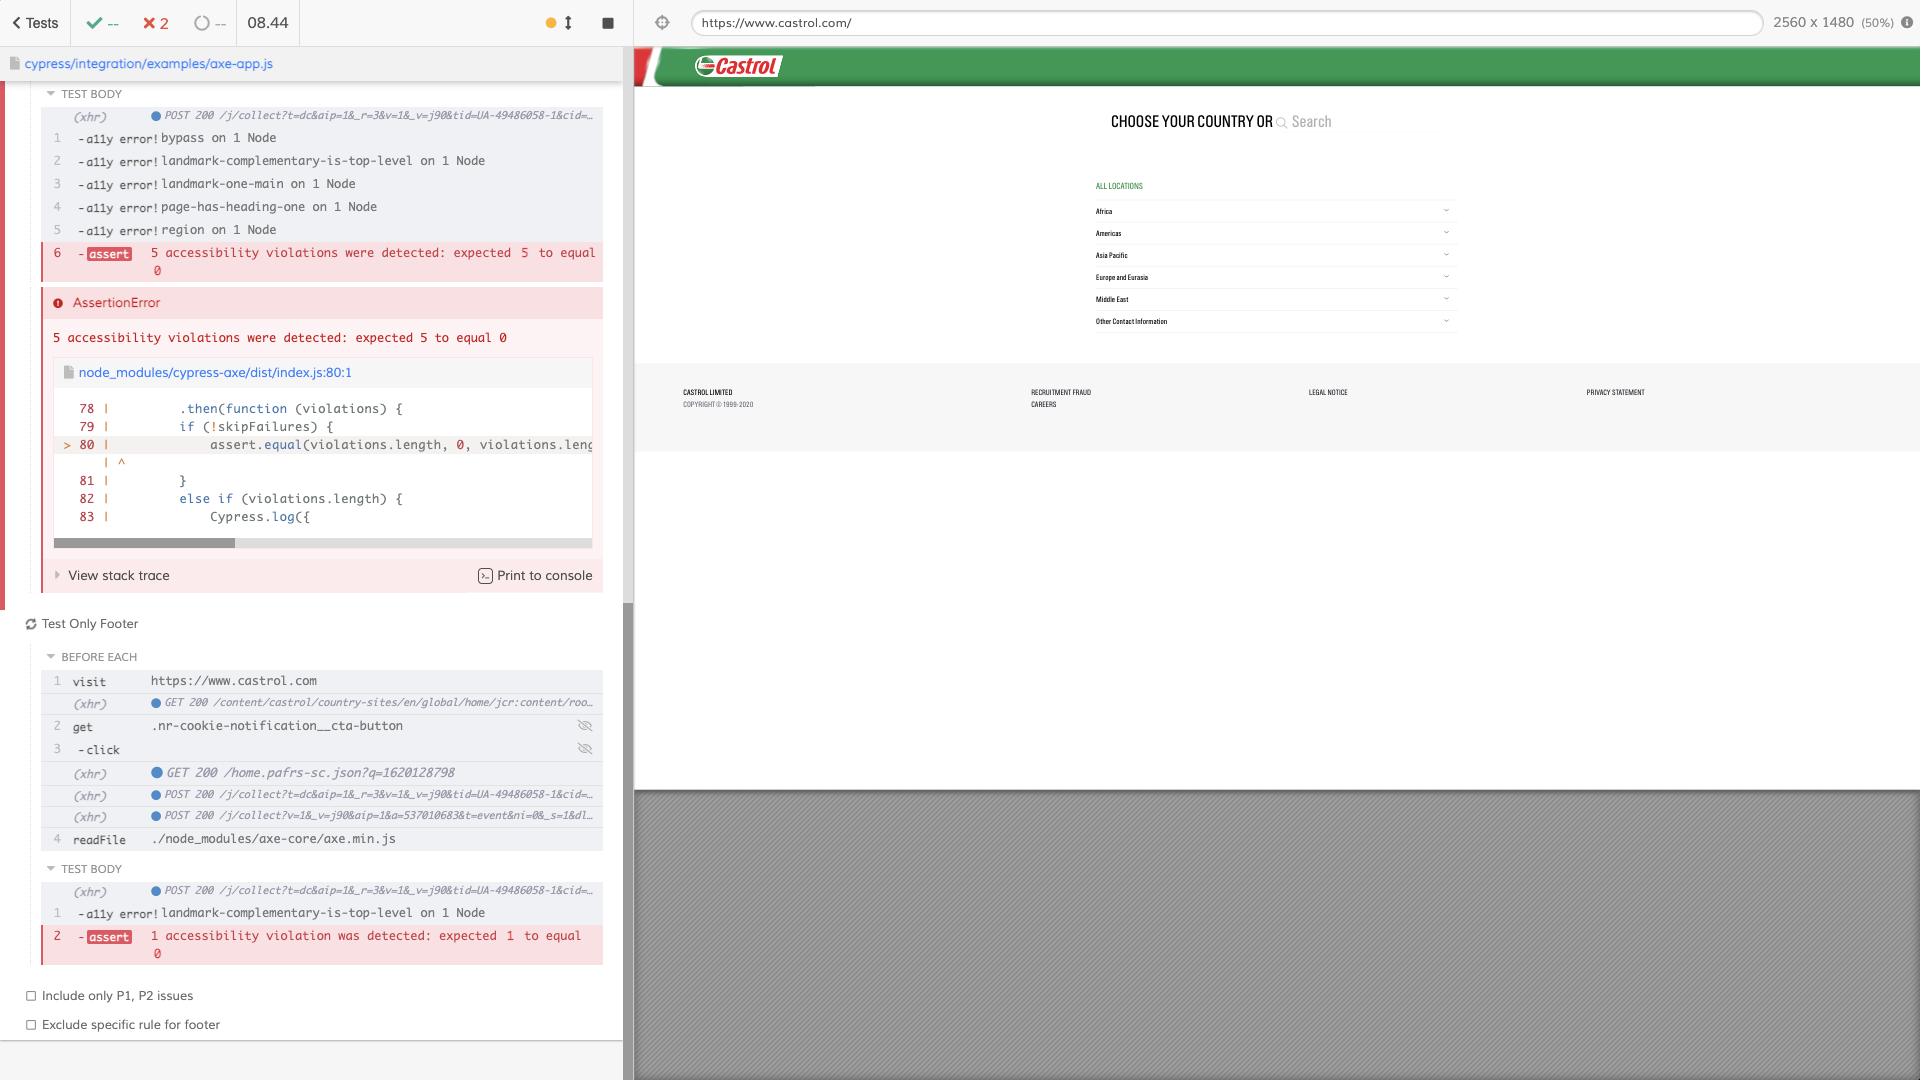 Tests
--
2
--
08.44
cypress/integration/examples/axe-app.js
TEST BODY
(xhr) POST 200 /j/collect?t=dc&aip=1&_r=3&v=1&_v=j90&tid=UA-49486058-1&cid=…
1 -a11y error! bypass on 1 Node
2 -a11y error! landmark-complementary-is-top-level on 1 Node
3 -a11y error! landmark-one-main on 1 Node
4 -a11y error! page-has-heading-one on 1 Node
5 -a11y error! region on 1 Node
6 -assert 5 accessibility violations were detected: expected 5 to equal
0
AssertionError
5 accessibility violations were detected: expected 5 to equal 0
node_modules/cypress-axe/dist/index.js:80:1
78 | .then(function (violations) {
79 | if (!skipFailures) {
> 80 | assert.equal(violations.length, 0, violations.leng
| ^
81 | }
82 | else if (violations.length) {
83 | Cypress.log({
View stack trace
Print to console
Test Only Footer
BEFORE EACH
1 visit https://www.castrol.com
(xhr) GET 200 /content/castrol/country-sites/en/global/home/jcr:content/roo…
2 get .nr-cookie-notification__cta-button
3 -click
(xhr) GET 200 /home.pafrs-sc.json?q=1620128798
(xhr) POST 200 /j/collect?t=dc&aip=1&_r=3&v=1&_v=j90&tid=UA-49486058-1&cid=…
(xhr) POST 200 /j/collect?v=1&_v=j90&aip=1&a=537010683&t=event&ni=0&_s=1&dl…
4 readFile ./node_modules/axe-core/axe.min.js
TEST BODY
(xhr) POST 200 /j/collect?t=dc&aip=1&_r=3&v=1&_v=j90&tid=UA-49486058-1&cid=…
1 -a11y error! landmark-complementary-is-top-level on 1 Node
2 -assert 1 accessibility violation was detected: expected 1 to equal
0
Include only P1, P2 issues
Exclude specific rule for footer
https://www.castrol.com/
2560 x 1480 (50%)
Castrol
CHOOSE YOUR COUNTRY OR Search
ALL LOCATIONS
Africa
Americas
Asia Pacific
Europe and Eurasia
Middle East
Other Contact Information
CASTROL LIMITED
COPYRIGHT © 1999-2020
RECRUITMENT FRAUD
CAREERS
LEGAL NOTICE
PRIVACY STATEMENT